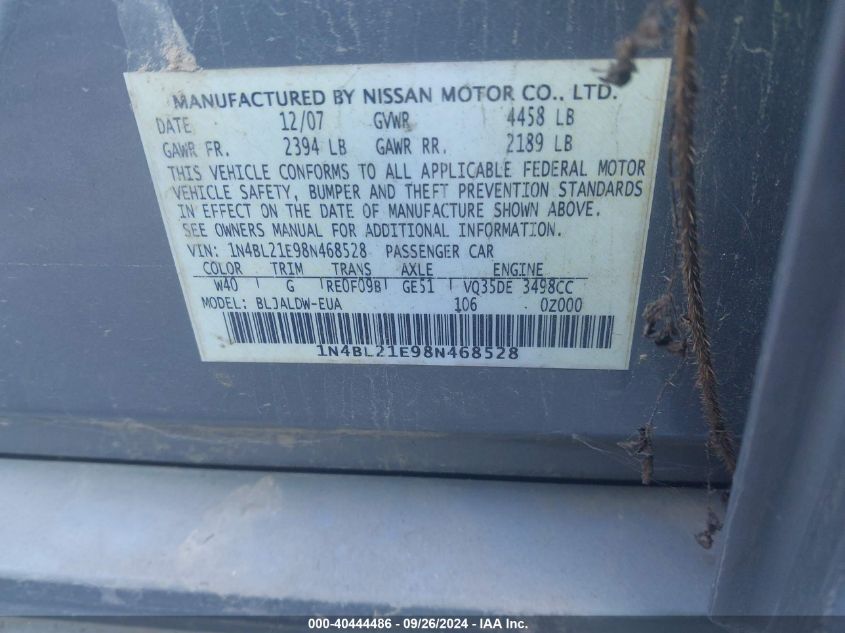 MANUFACTURED BY NISSAN MOTOR CO., LTD.
DATE 12/07 GVWR 4458 LB
GAWR FR. 2394 LB GAWR RR. 2189 LB
THIS VEHICLE CONFORMS TO ALL APPLICABLE FEDERAL MOTOR
VEHICLE SAFETY, BUMPER AND THEFT PREVENTION STANDARDS
IN EFFECT ON THE DATE OF MANUFACTURE SHOWN ABOVE.
SEE OWNERS MANUAL FOR ADDITIONAL INFORMATION.
VIN: 1N4BL21E98N468528 PASSENGER CAR
COLOR TRIM TRANS AXLE ENGINE
W40 G RE0F09B GE51 VQ35DE 3498CC
MODEL: BLJALDW-EUA 106 0Z000
1N4BL21E98N468528
000-40444486 - 09/26/2024 - IAA Inc.